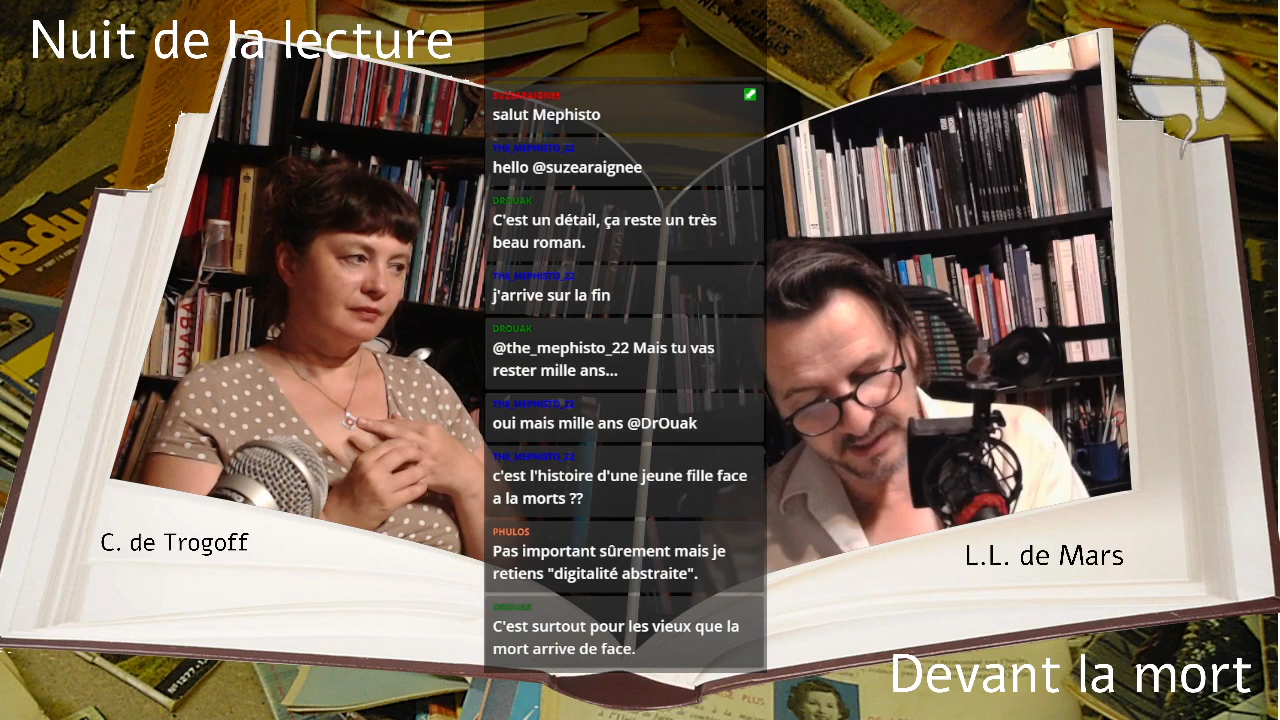 Nuit de la lecture
SUZEARAIGNEE
salut Mephisto
THE_MEPHISTO_22
hello @suzearaignee
DROUAK
C'est un détail, ça reste un très
beau roman.
THE_MEPHISTO_22
j'arrive sur la fin
DROUAK
@the_mephisto_22 Mais tu vas
rester mille ans...
THE_MEPHISTO_22
oui mais mille ans @DrOuak
THE_MEPHISTO_22
c'est l'histoire d'une jeune fille face
a la morts ??
PHULOS
Pas important sûrement mais je
retiens "digitalité abstraite".
DROUAK
C'est surtout pour les vieux que la
mort arrive de face.
C. de Trogoff
L.L. de Mars
Devant la mort